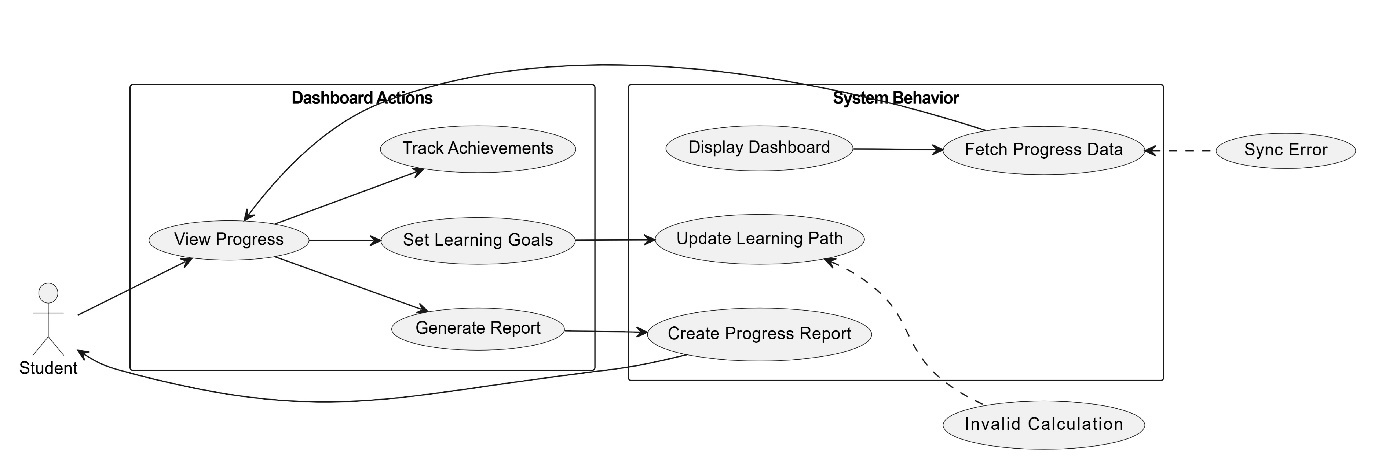 Dashboard Actions
System Behavior
Track Achievements
Display Dashboard
Fetch Progress Data
Sync Error
View Progress
Set Learning Goals
Update Learning Path
Generate Report
Create Progress Report
Student
Invalid Calculation